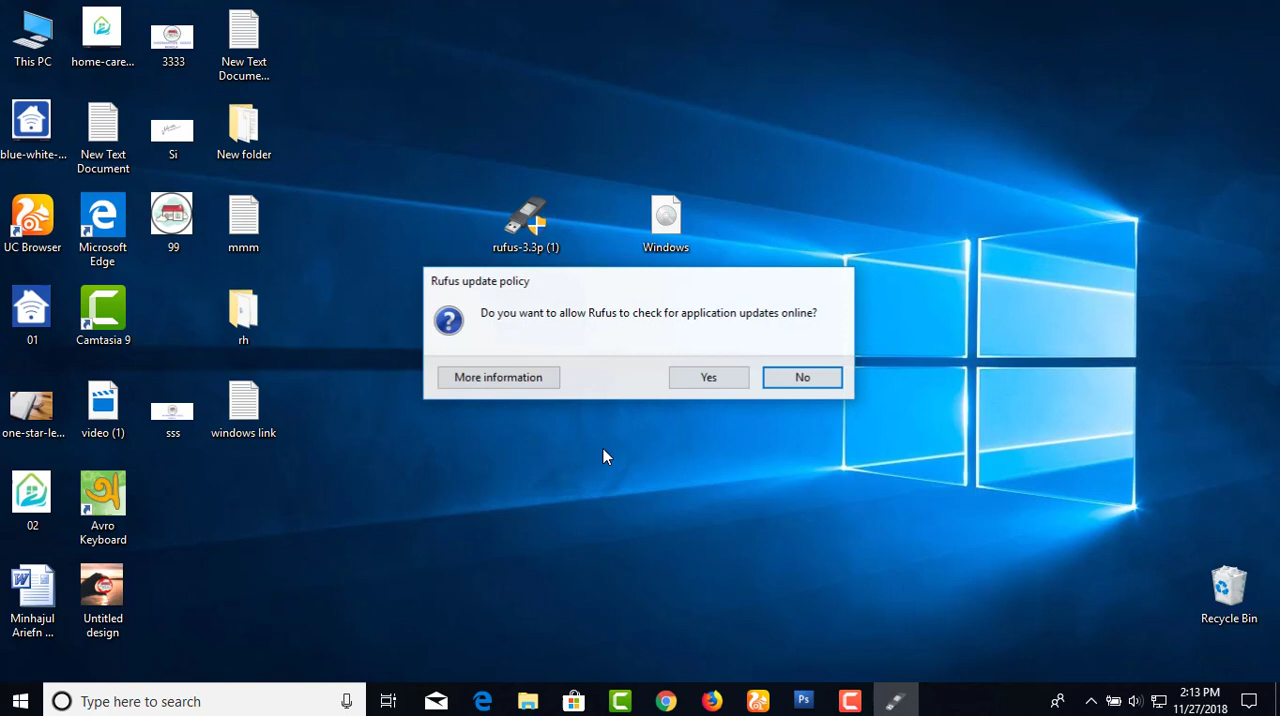 This PC
home-care...
3333
New Text
Docume...
blue-white-...
New Text
Document
Si
New folder
UC Browser
Microsoft
Edge
99
mmm
rufus-3.3p (1)
Windows
01
Camtasia 9
rh
one-star-le...
video (1)
sss
windows link
02
Avro
Keyboard
Minhajul
Ariefn ...
Untitled
design
Rufus update policy
Do you want to allow Rufus to check for application updates online?
More information
Yes
No
Recycle Bin
Type here to search
2:13 PM
11/27/2018